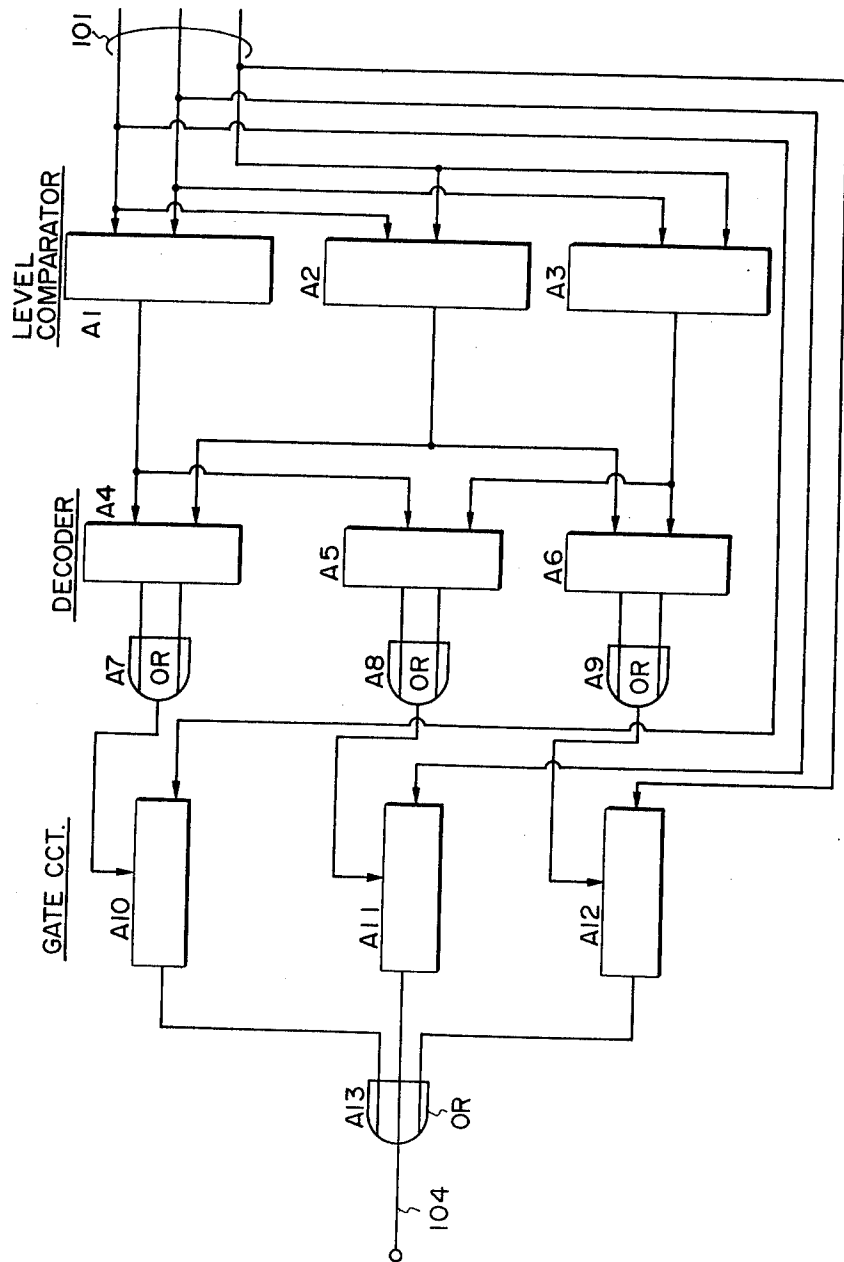 101
LEVEL
COMPARATOR
A1
A2
A3
DECODER
A4
A5
A6
A7
OR
A8
OR
A9
OR
GATE CCT.
A10
A11
A12
A13
OR
104